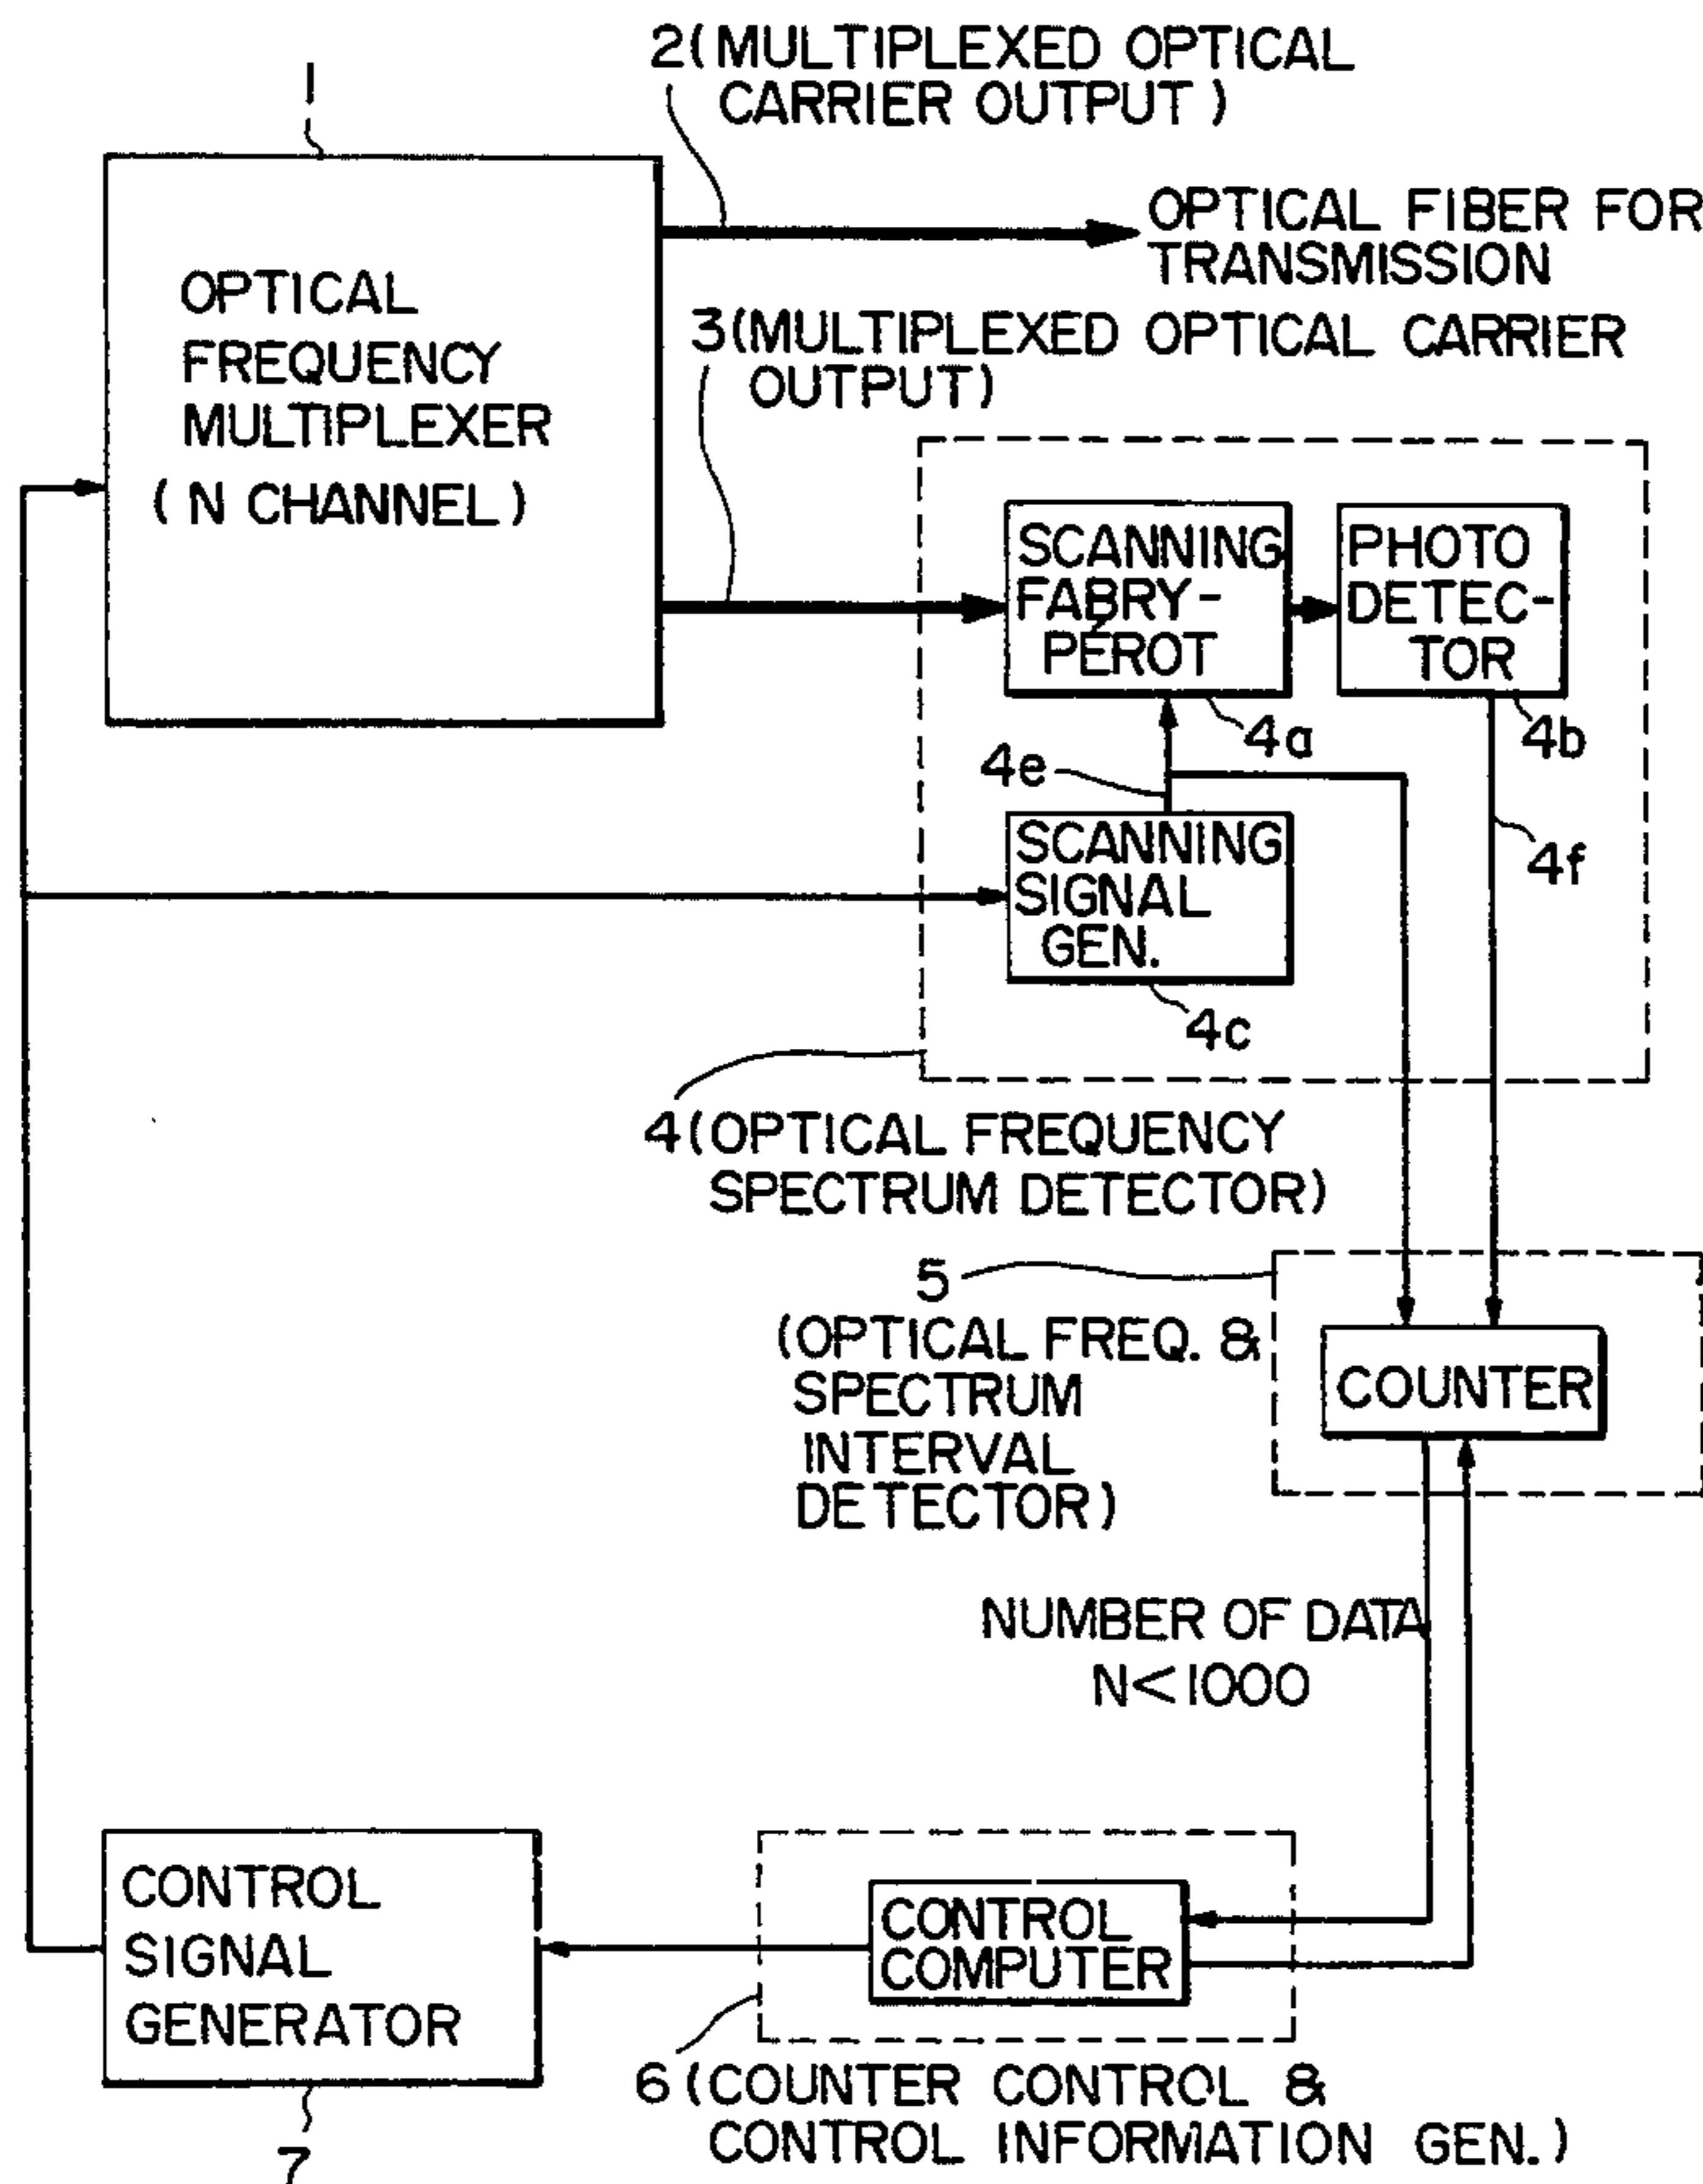 1
2(MULTIPLEXED OPTICAL
CARRIER OUTPUT)
OPTICAL FIBER FOR
TRANSMISSION
OPTICAL
FREQUENCY
MULTIPLEXER
(N CHANNEL)
3(MULTIPLEXED OPTICAL CARRIER
OUTPUT)
SCANNING
FABRY-
PEROT
PHOTO
DETEC-
TOR
4a
4b
4e
SCANNING
SIGNAL
GEN.
4f
4c
4(OPTICAL FREQUENCY
SPECTRUM DETECTOR)
5
(OPTICAL FREQ. &
SPECTRUM
INTERVAL
DETECTOR)
COUNTER
NUMBER OF DATA
N<1000
CONTROL
SIGNAL
GENERATOR
CONTROL
COMPUTER
6(COUNTER CONTROL &
CONTROL INFORMATION GEN.)
7